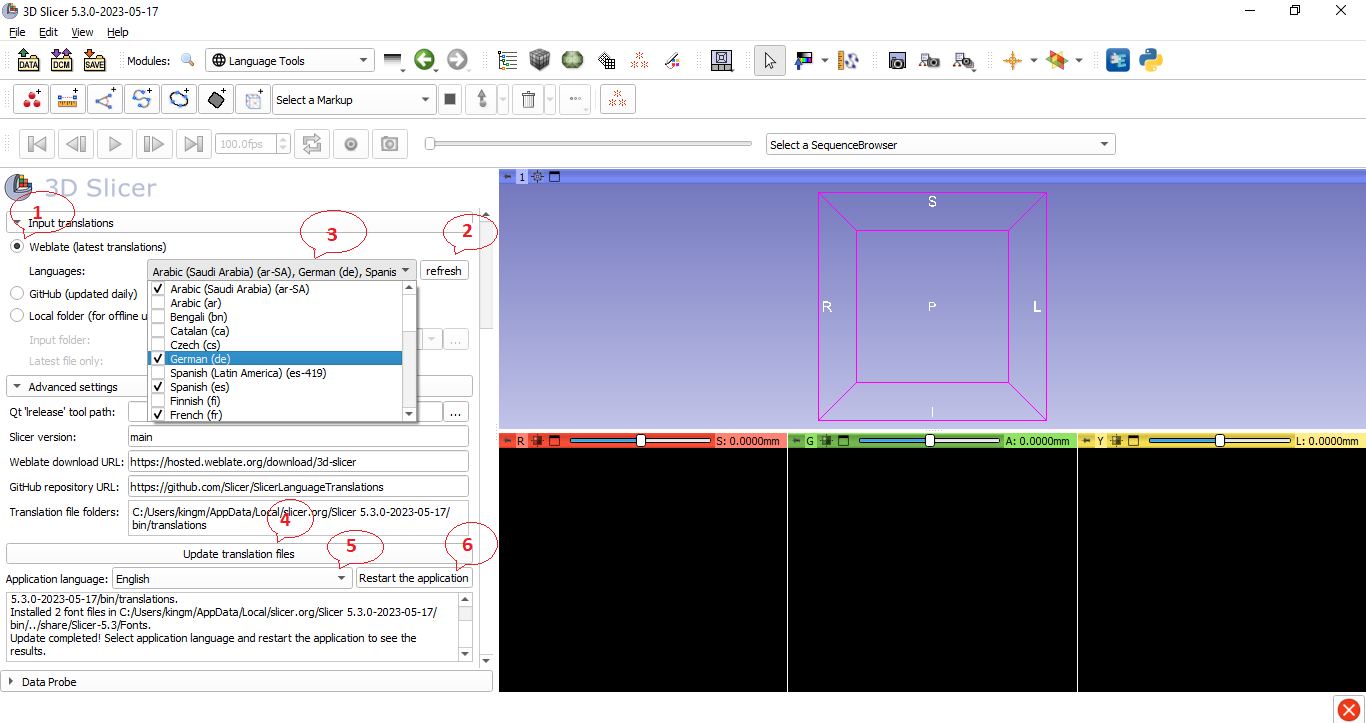 3D Slicer 5.3.0-2023-05-17
File Edit View Help
DATA DCM SAVE Modules: Language Tools
Select a Markup
100.0fps Select a SequenceBrowser
3D Slicer
1
1
Input translations
2
3
Weblate (latest translations)
Languages: Arabic (Saudi Arabia) (ar-SA), German (de), Spanis refresh
Arabic (Saudi Arabia) (ar-SA)
GitHub (updated daily)
Arabic (ar)
Local folder (for offline u
Bengali (bn)
Catalan (ca)
Input folder:
Czech (cs)
Latest file only:
German (de)
Spanish (Latin America) (es-419)
Advanced settings
Spanish (es)
Finnish (fi)
French (fr)
Qt 'lrelease' tool path: ...
Slicer version: main
Weblate download URL: https://hosted.weblate.org/download/3d-slicer
GitHub repository URL: https://github.com/Slicer/SlicerLanguageTranslations
Translation file folders: C:/Users/kingm/AppData/Local/slicer.org/Slicer 5.3.0-2023-05-17/
bin/translations
4
5
6
Update translation files
Application language: English Restart the application
5.3.0-2023-05-17/bin/translations.
Installed 2 font files in C:/Users/kingm/AppData/Local/slicer.org/Slicer 5.3.0-2023-05-17/
bin/../share/Slicer-5.3/Fonts.
Update completed! Select application language and restart the application to see the
results.
Data Probe
S
R P L
I
R S: 0.0000mm
G A: 0.0000mm
Y L: 0.0000mm